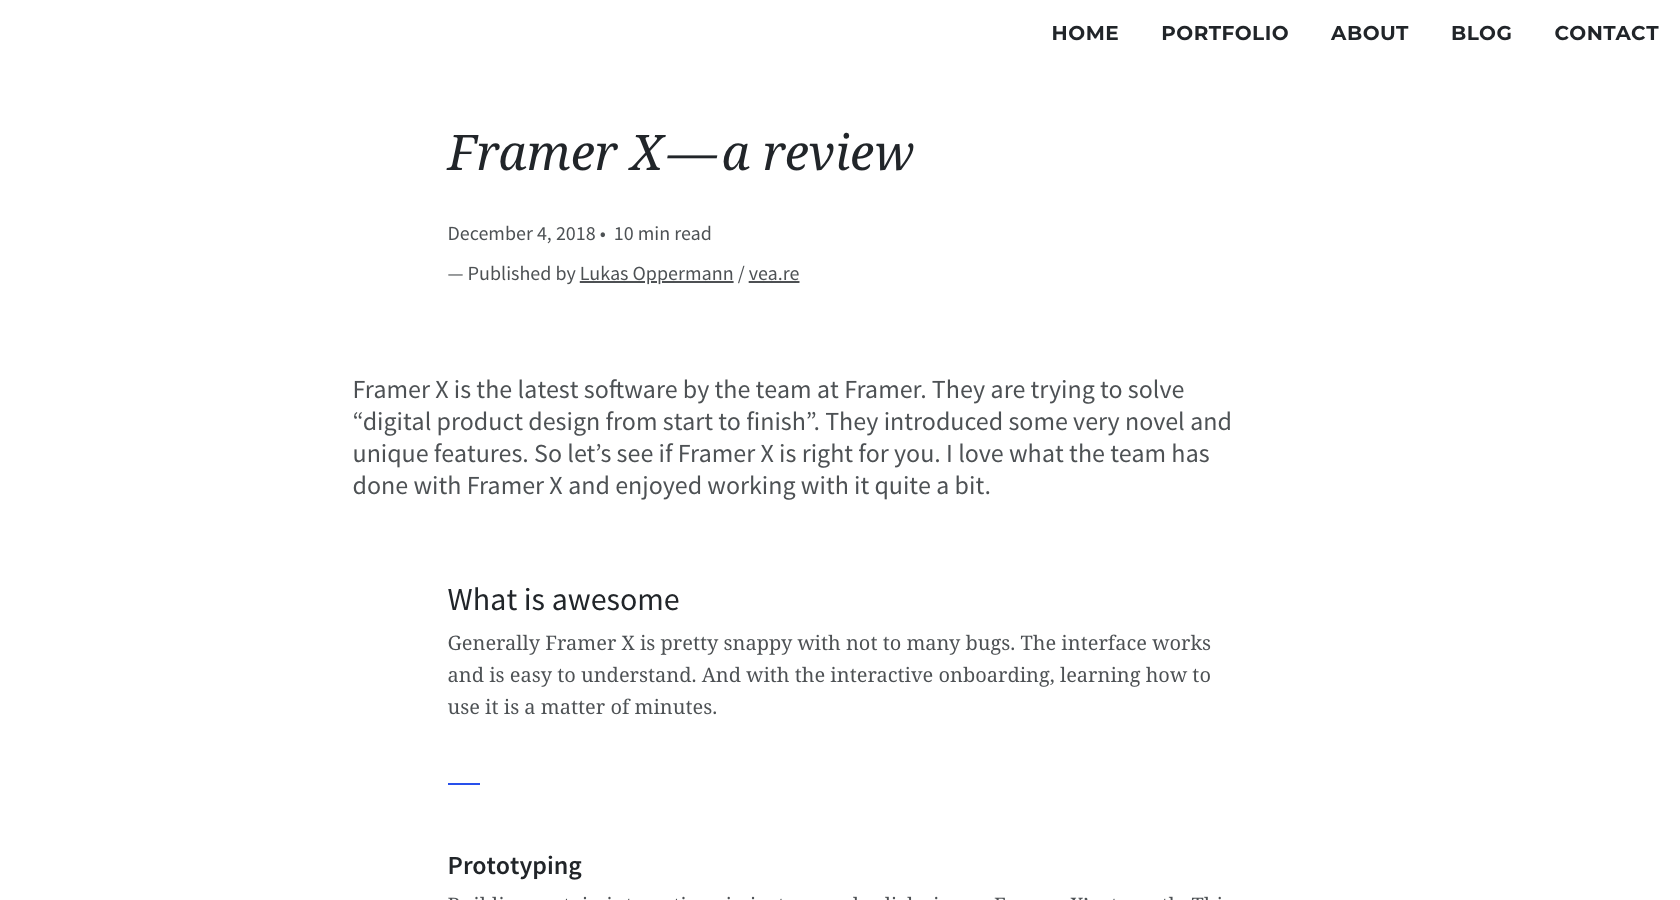 HOME PORTFOLIO ABOUT BLOG CONTACT
Framer X—a review
December 4, 2018 • 10 min read
— Published by Lukas Oppermann / vea.re
Framer X is the latest software by the team at Framer. They are trying to solve
“digital product design from start to finish”. They introduced some very novel and
unique features. So let’s see if Framer X is right for you. I love what the team has
done with Framer X and enjoyed working with it quite a bit.
What is awesome
Generally Framer X is pretty snappy with not to many bugs. The interface works
and is easy to understand. And with the interactive onboarding, learning how to
use it is a matter of minutes.
Prototyping